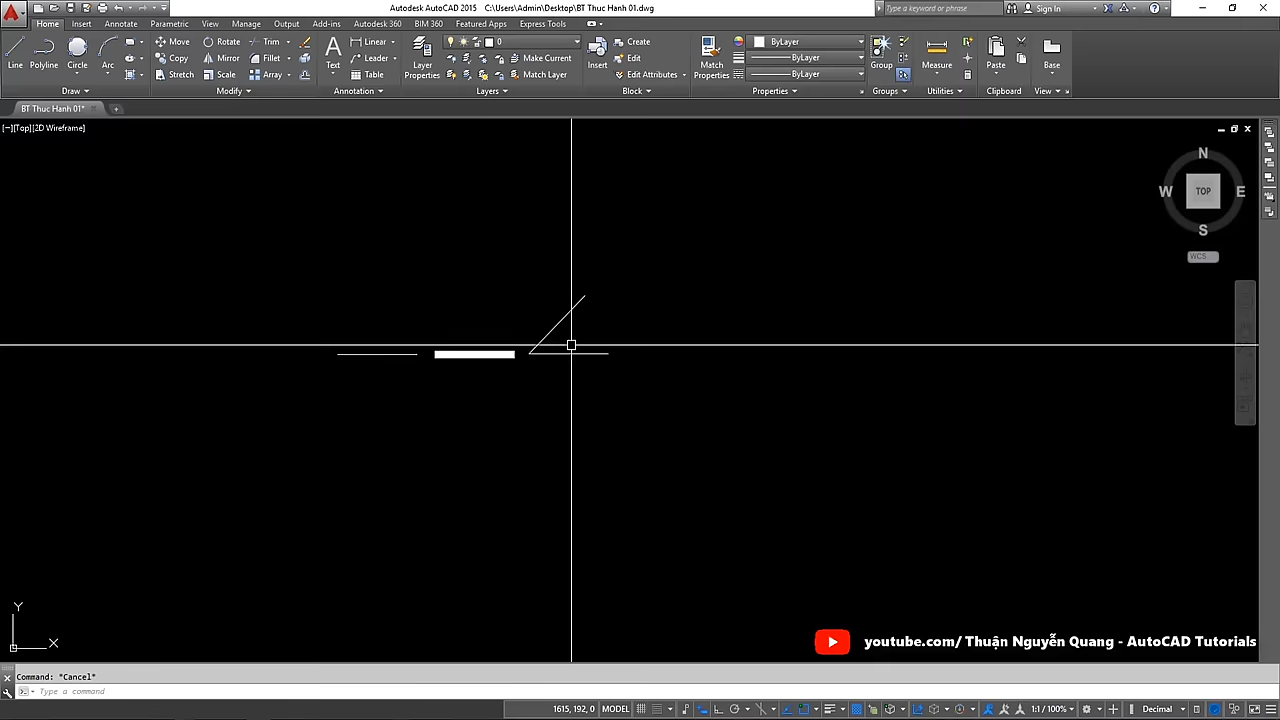 Autodesk AutoCAD 2015 C:\Users\Admin\Desktop\BT Thuc Hanh 01.dwg
Type a keyword or phrase
Sign In
Home Insert Annotate Parametric View Manage Output Add-ins Autodesk 360 BIM 360 Featured Apps Express Tools
Line Polyline Circle Arc
Move Rotate Trim
Copy Mirror Fillet
Stretch Scale Array
Text
Linear
Leader
Table
Layer Properties
0
Make Current
Match Layer
Insert
Create
Edit
Edit Attributes
Match Properties
ByLayer
ByLayer
ByLayer
Group
Measure
Paste
Base
Draw Modify Annotation Layers Block Properties Groups Utilities Clipboard View
BT Thuc Hanh 01*
[−][Top][2D Wireframe]
N
W TOP E
S
WCS
Y
X
youtube.com/ Thuận Nguyễn Quang - AutoCAD Tutorials
Command: *Cancel*
Type a command
1615, 192, 0 MODEL 1:1 / 100% Decimal